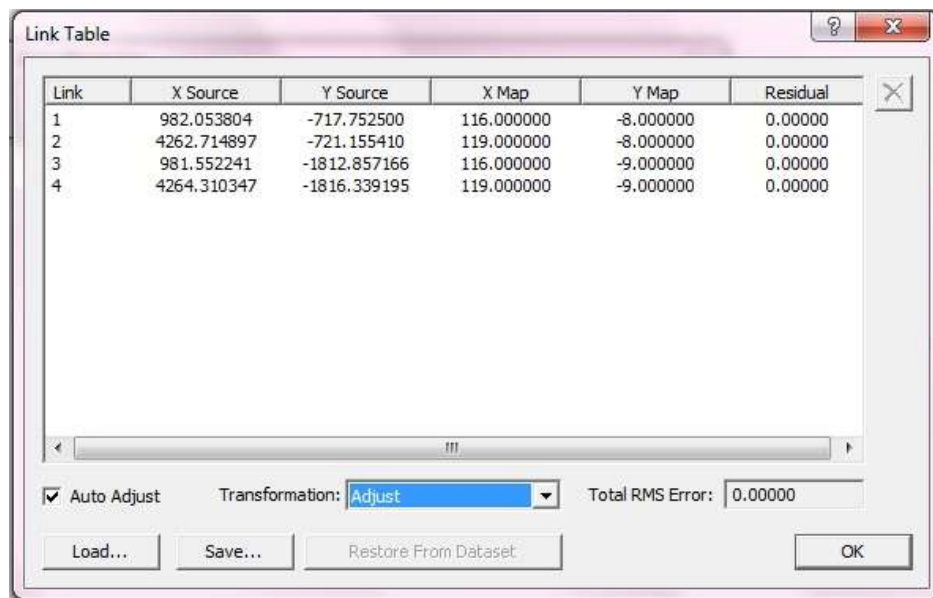 Link Table
Link X Source Y Source X Map Y Map Residual
1 982.053804 -717.752500 116.000000 -8.000000 0.00000
2 4262.714897 -721.155410 119.000000 -8.000000 0.00000
3 981.552241 -1812.857166 116.000000 -9.000000 0.00000
4 4264.310347 -1816.339195 119.000000 -9.000000 0.00000
Auto Adjust Transformation: Adjust Total RMS Error: 0.00000
Load... Save... Restore From Dataset OK